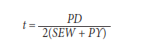 t = PD / 2(SEW + PY)